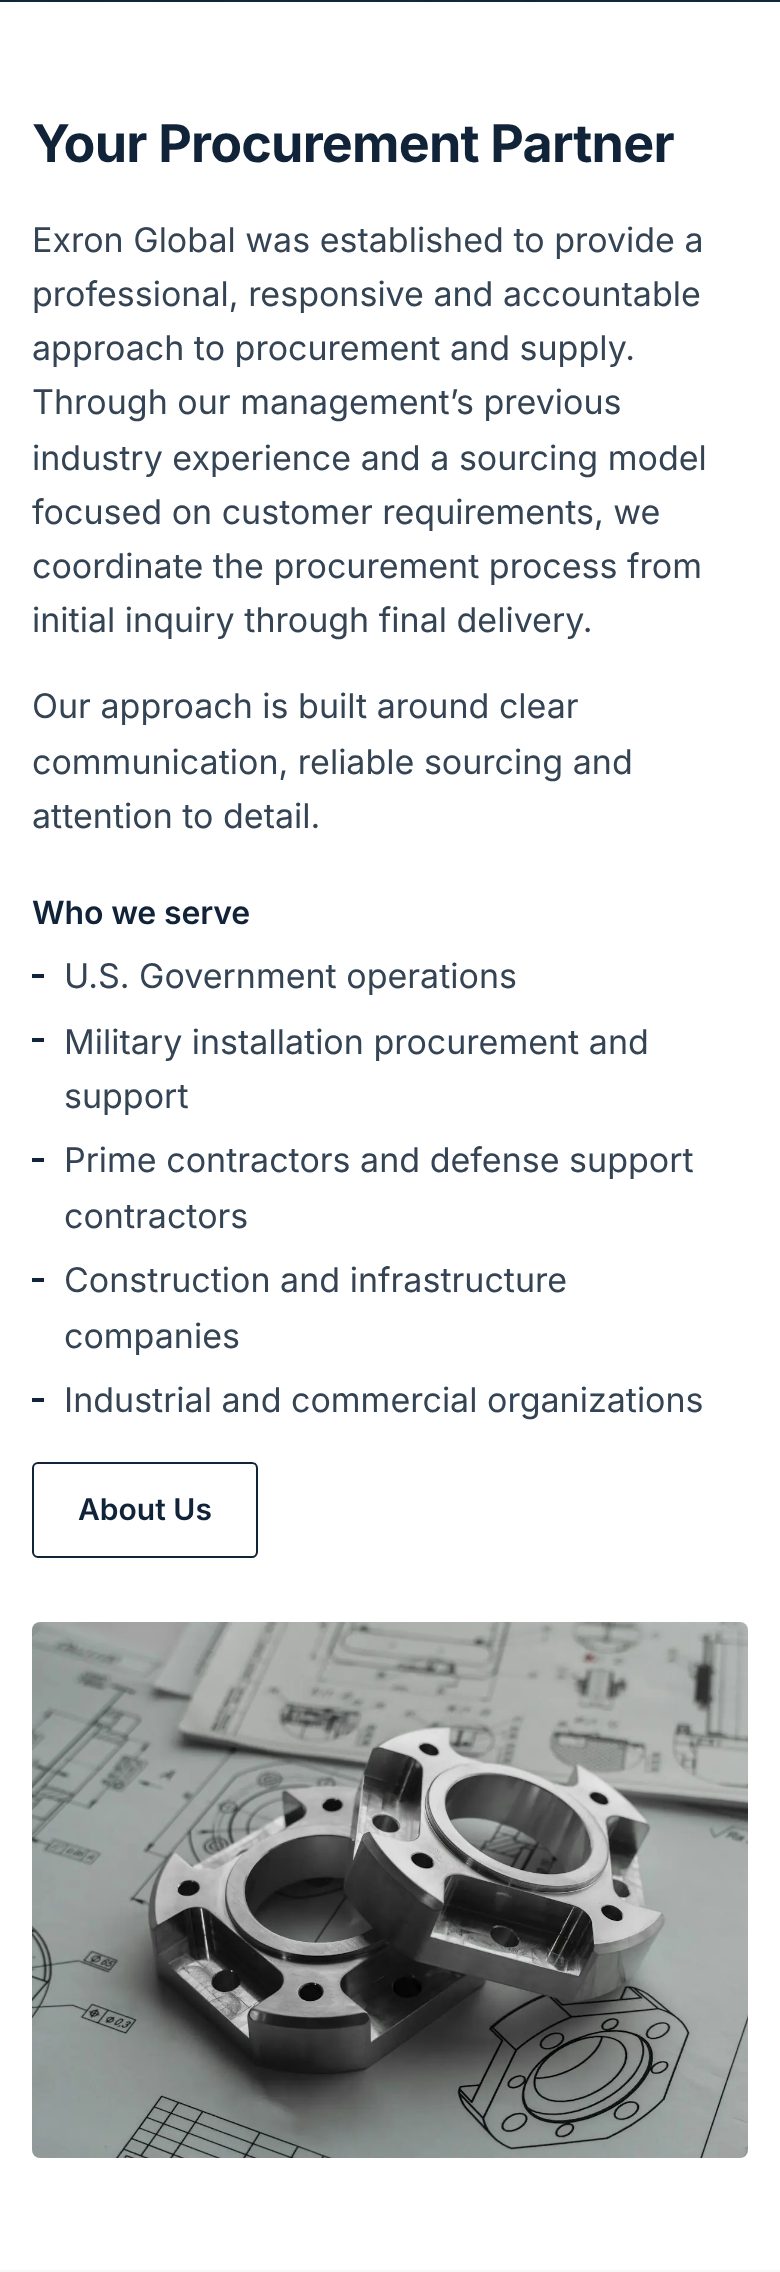 Your Procurement Partner
Exron Global was established to provide a
professional, responsive and accountable
approach to procurement and supply.
Through our management’s previous
industry experience and a sourcing model
focused on customer requirements, we
coordinate the procurement process from
initial inquiry through final delivery.
Our approach is built around clear
communication, reliable sourcing and
attention to detail.
Who we serve
- U.S. Government operations
- Military installation procurement and
support
- Prime contractors and defense support
contractors
- Construction and infrastructure
companies
- Industrial and commercial organizations
About Us